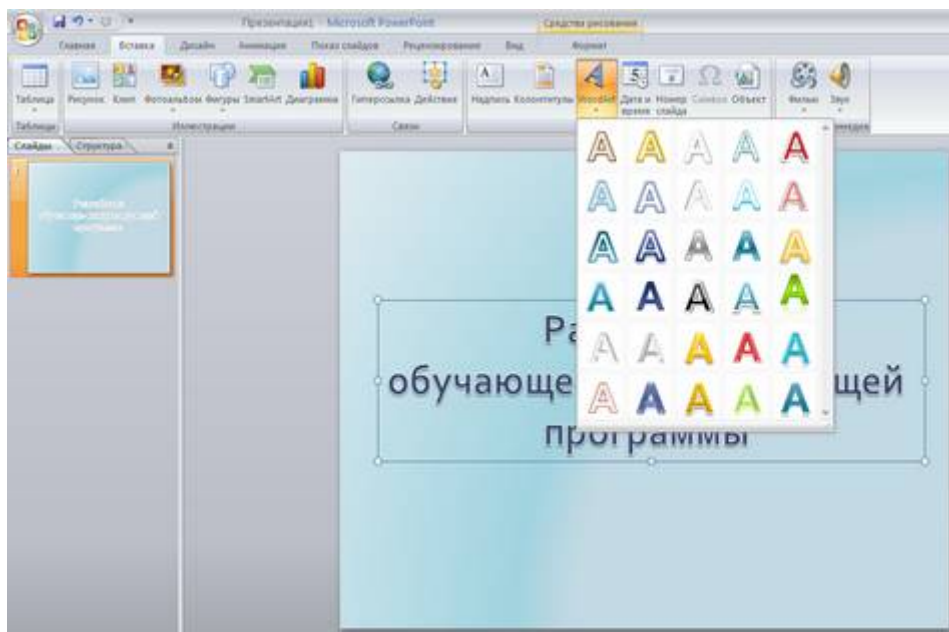 Презентация1 - Microsoft PowerPoint
Средства рисования
Главная Вставка Дизайн Анимация Показ слайдов Рецензирование Вид Формат
Таблица Рисунок Клип Фотоальбом Фигуры SmartArt Диаграмма Гиперссылка Действие Надпись Колонтитулы WordArt Дата и время Номер слайда Символ Объект Фильм Звук
Таблицы Иллюстрации Связи
Слайды Структура
1
Ра
обучающе щей
программы